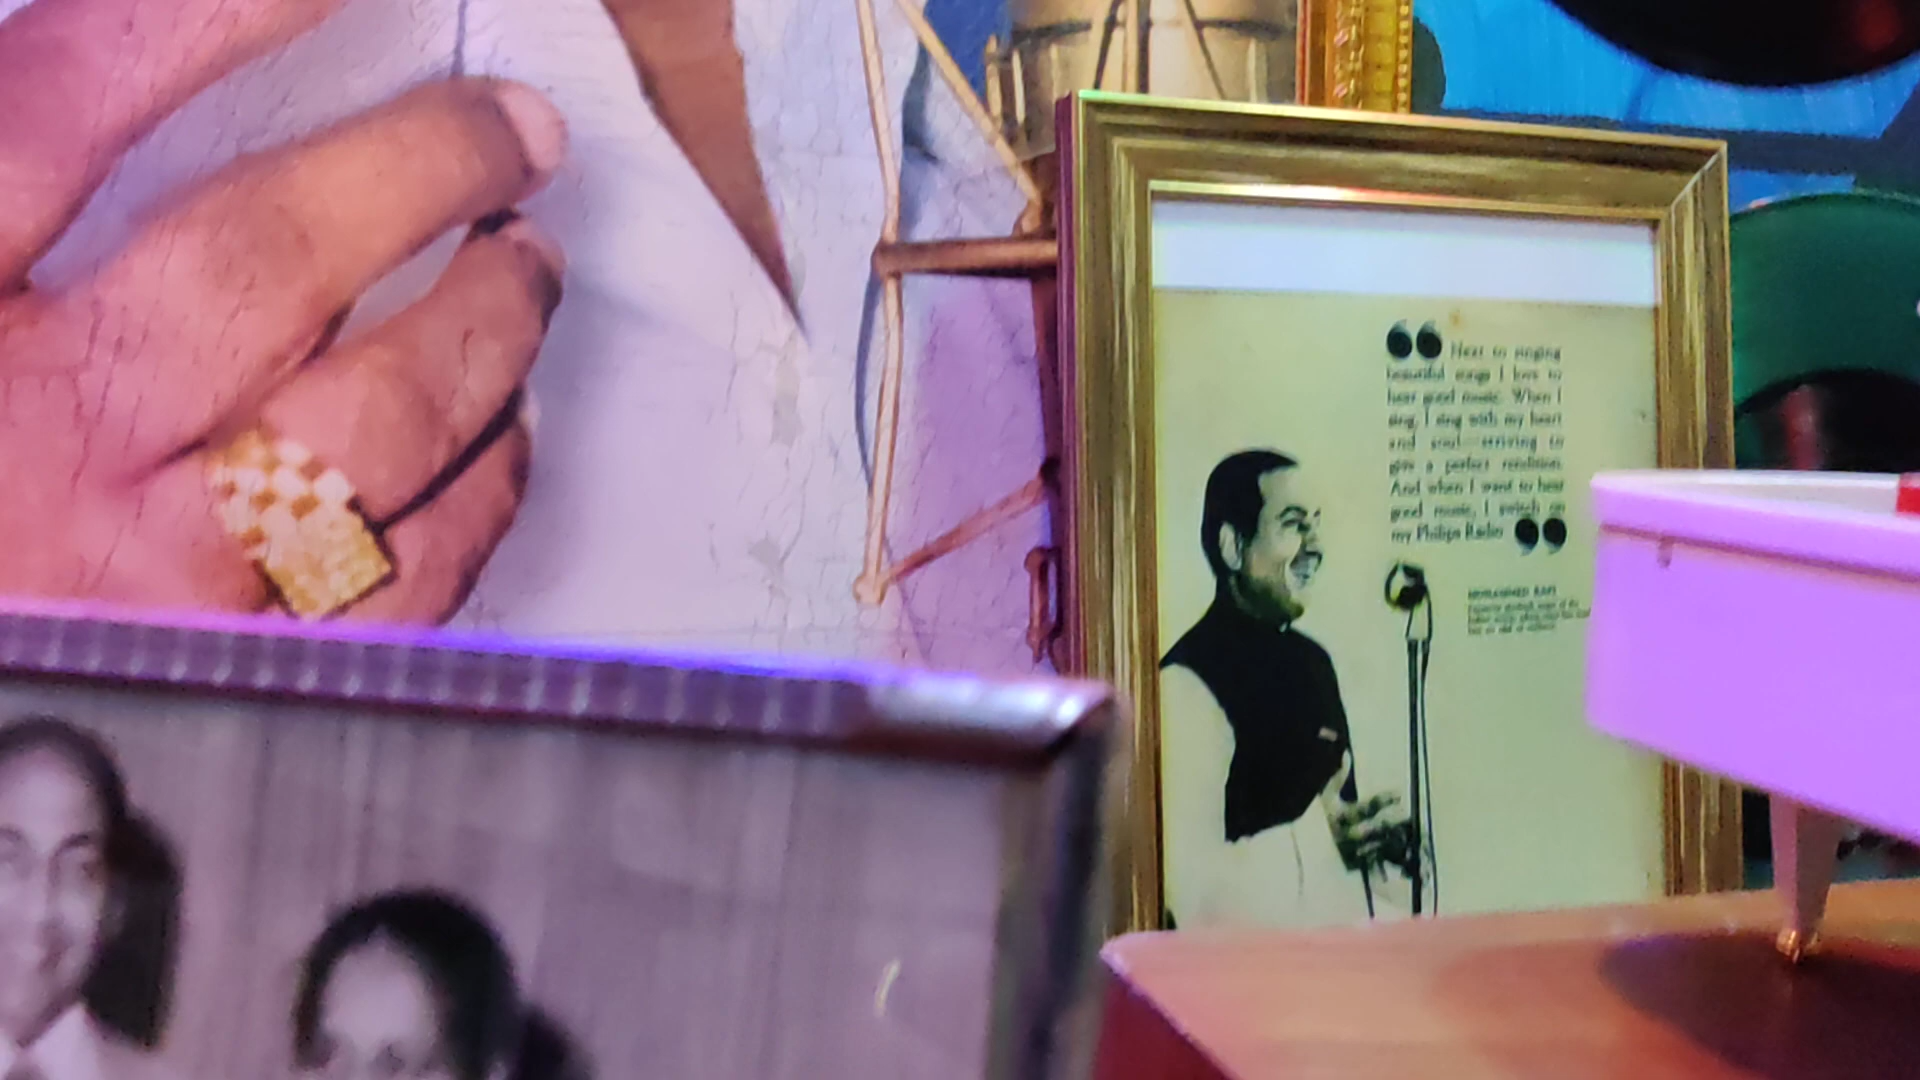 “ Next to singing
beautiful songs I love to
hear good music. When I
sing, I sing with my heart
and soul—striving to
give a perfect rendition.
And when I want to hear
good music, I switch on
my Philips Radio ”
MOHAMMED RAFI